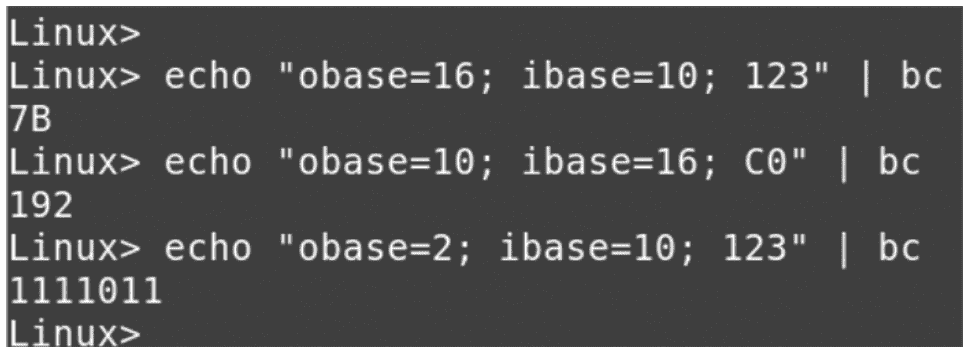 Linux>
Linux> echo "obase=16; ibase=10; 123" | bc
7B
Linux> echo "obase=10; ibase=16; C0" | bc
192
Linux> echo "obase=2; ibase=10; 123" | bc
1111011
Linux>